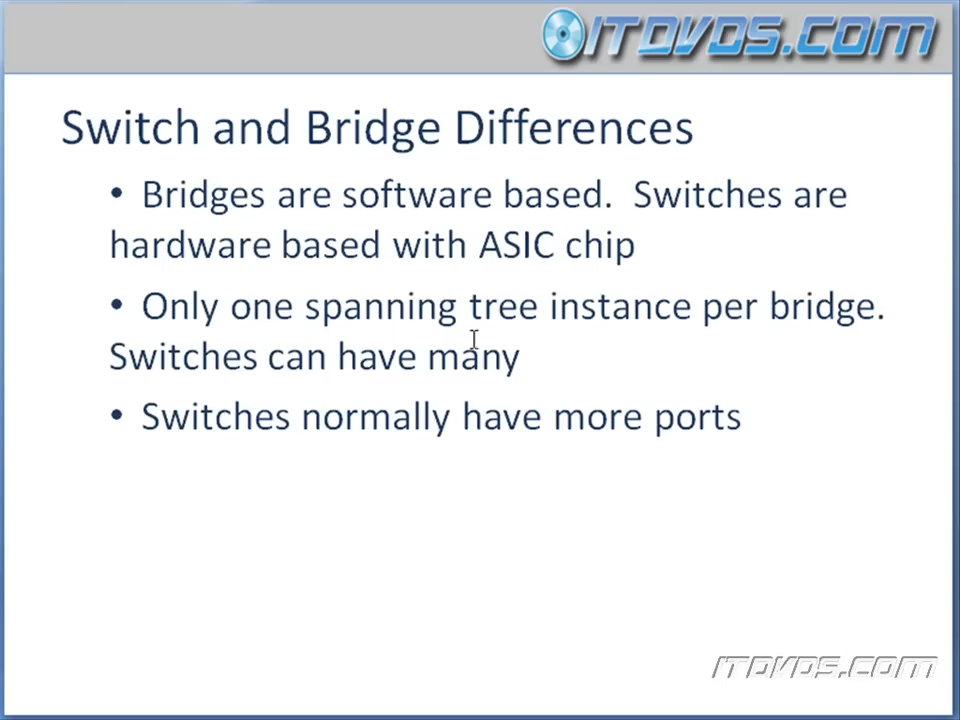 ITDVDS.COM
Switch and Bridge Differences
• Bridges are software based.  Switches are
hardware based with ASIC chip
• Only one spanning tree instance per bridge.
Switches can have many
• Switches normally have more ports
ITDVDS.COM